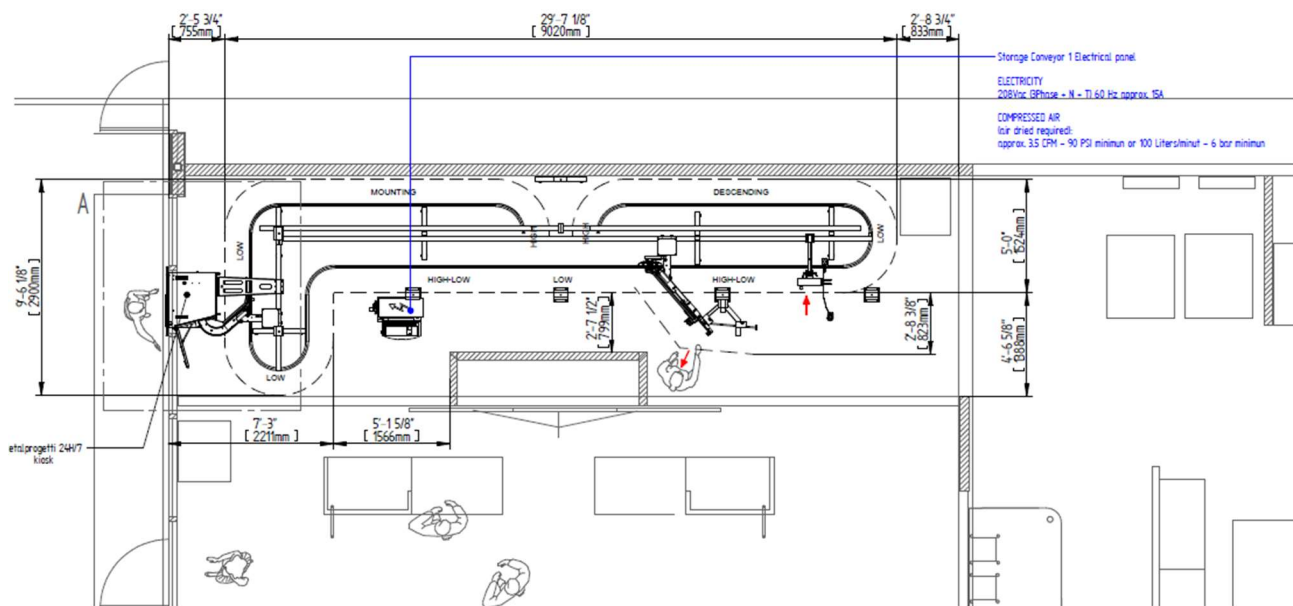 2'-5 3/4"
[ 755mm ]
29'-7 1/8"
[ 9020mm ]
2'-8 3/4"
[ 833mm ]
Storage Conveyor 1 Electrical panel
ELECTRICITY
208Vac (3Phase + N + T) 60 Hz approx. 15A
COMPRESSED AIR
(air dried required):
approx. 3.5 CFM - 90 PSI minimun or 100 Liters/minut - 6 bar minimun
A
MOUNTING
DESCENDING
LOW
HIGH
HIGH
LOW
9'-6 1/8"
[ 2900mm ]
5'-0"
[ 1524mm ]
HIGH-LOW
LOW
HIGH-LOW
2'-7 1/2"
[ 799mm ]
2'-8 3/8"
[ 823mm ]
4'-6 5/8"
[ 1388mm ]
LOW
7'-3"
[ 2211mm ]
5'-1 5/8"
[ 1566mm ]
etalprogetti 24H/7
kiosk